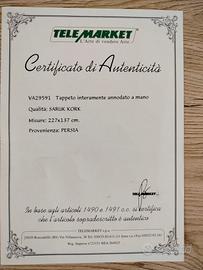 TELEMARKET
L'Arte di vendere Arte
Certificato di Autenticità
VA29591 Tappeto interamente annodato a mano
Qualità: SARUK KORK
Misure: 227x137 cm.
Provenienza: PERSIA
TELEMARKET
In base agli articoli 1490 e 1491 c.c. si certifica
che l'articolo sopradescritto è autentico
TELEMARKET s.p.a.